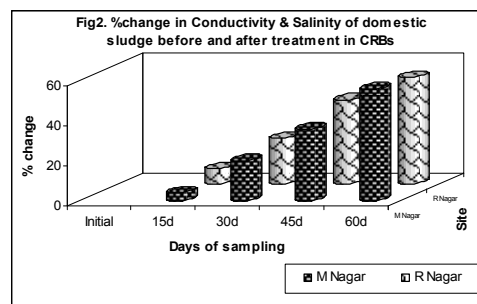 Fig2. %change in Conductivity & Salinity of domestic
sludge before and after treatment in CRBs
60
40
20
0
% change
Initial 15d 30d 45d 60d
M Nagar
R Nagar
Site
Days of sampling
M Nagar R Nagar